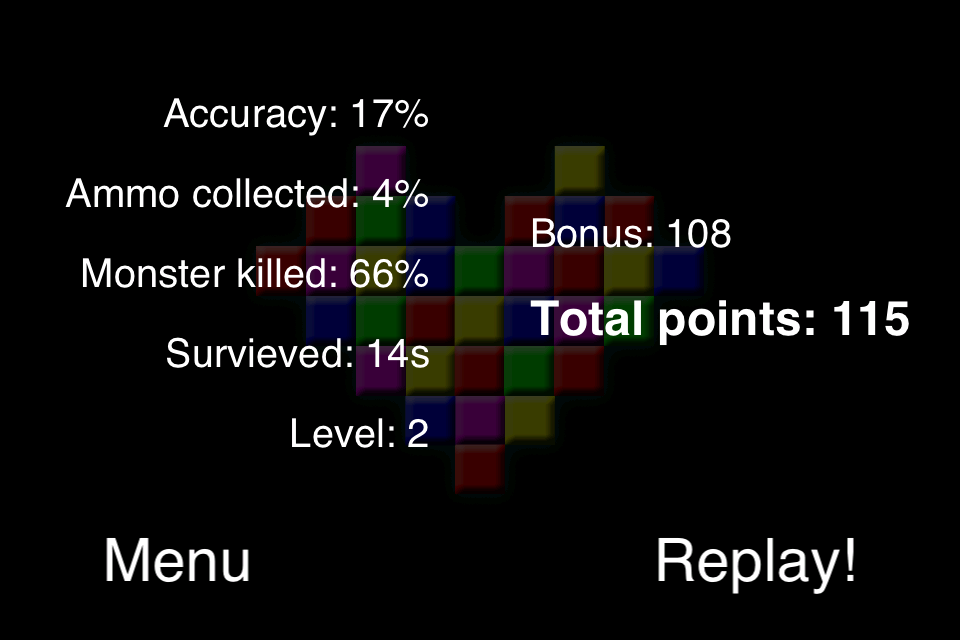 Accuracy: 17%
Ammo collected: 4%
Monster killed: 66%
Survieved: 14s
Level: 2
Bonus: 108
Total points: 115
Menu
Replay!